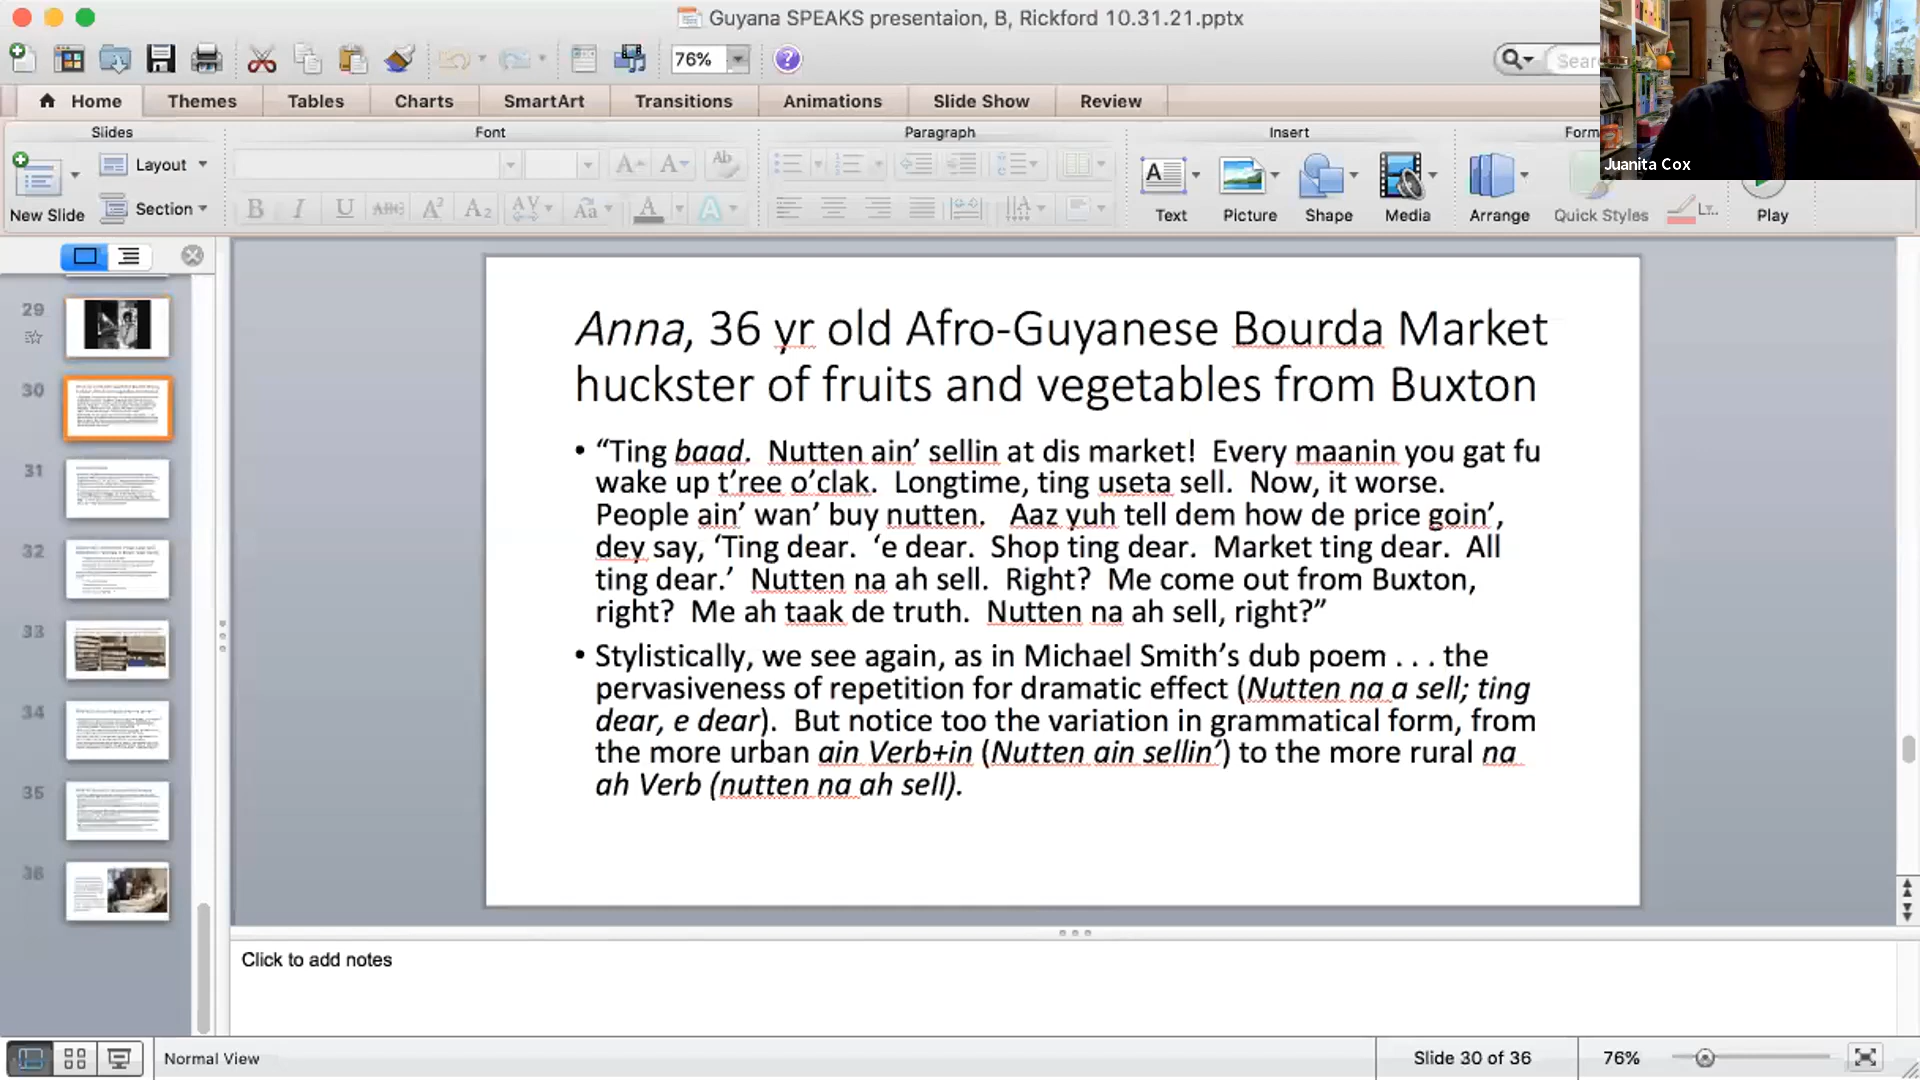 Guyana SPEAKS presentaion, B, Rickford 10.31.21.pptx
76%
Home
Themes
Tables
Charts
SmartArt
Transitions
Animations
Slide Show
Review
Slides
Font
Paragraph
Insert
Juanita Cox
Layout
Section
New Slide
Text
Picture
Shape
Media
Arrange
Quick Styles
Play
29
30
31
32
33
34
35
36
Anna, 36 yr old Afro-Guyanese Bourda Market
huckster of fruits and vegetables from Buxton
• “Ting baad. Nutten ain’ sellin at dis market! Every maanin you gat fu
wake up t’ree o’clak. Longtime, ting useta sell. Now, it worse.
People ain’ wan’ buy nutten. Aaz yuh tell dem how de price goin’,
dey say, ‘Ting dear. ‘e dear. Shop ting dear. Market ting dear. All
ting dear.’ Nutten na ah sell. Right? Me come out from Buxton,
right? Me ah taak de truth. Nutten na ah sell, right?”
• Stylistically, we see again, as in Michael Smith’s dub poem . . . the
pervasiveness of repetition for dramatic effect (Nutten na a sell; ting
dear, e dear). But notice too the variation in grammatical form, from
the more urban ain Verb+in (Nutten ain sellin’) to the more rural na
ah Verb (nutten na ah sell).
Click to add notes
Normal View
Slide 30 of 36
76%